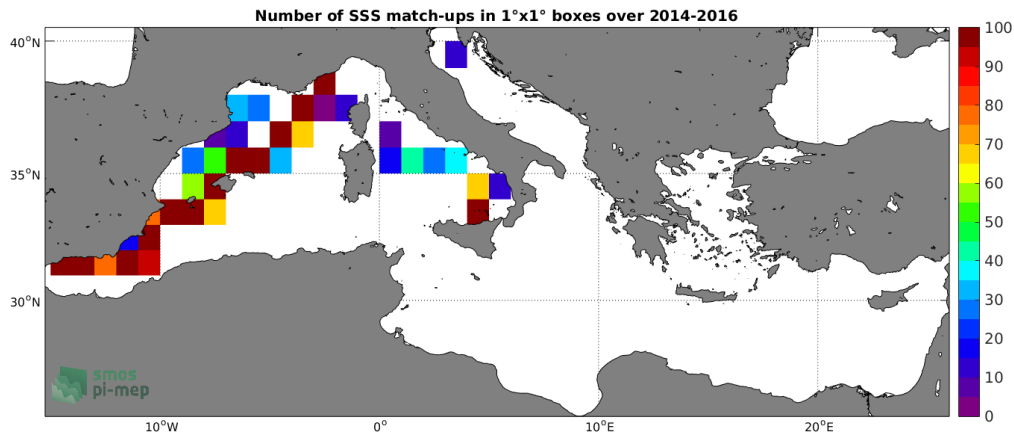 Number of SSS match-ups in 1°x1° boxes over 2014-2016
40°N
35°N
30°N
10°W
0°
10°E
20°E
100
90
80
70
60
50
40
30
20
10
0
smos
pi-mep